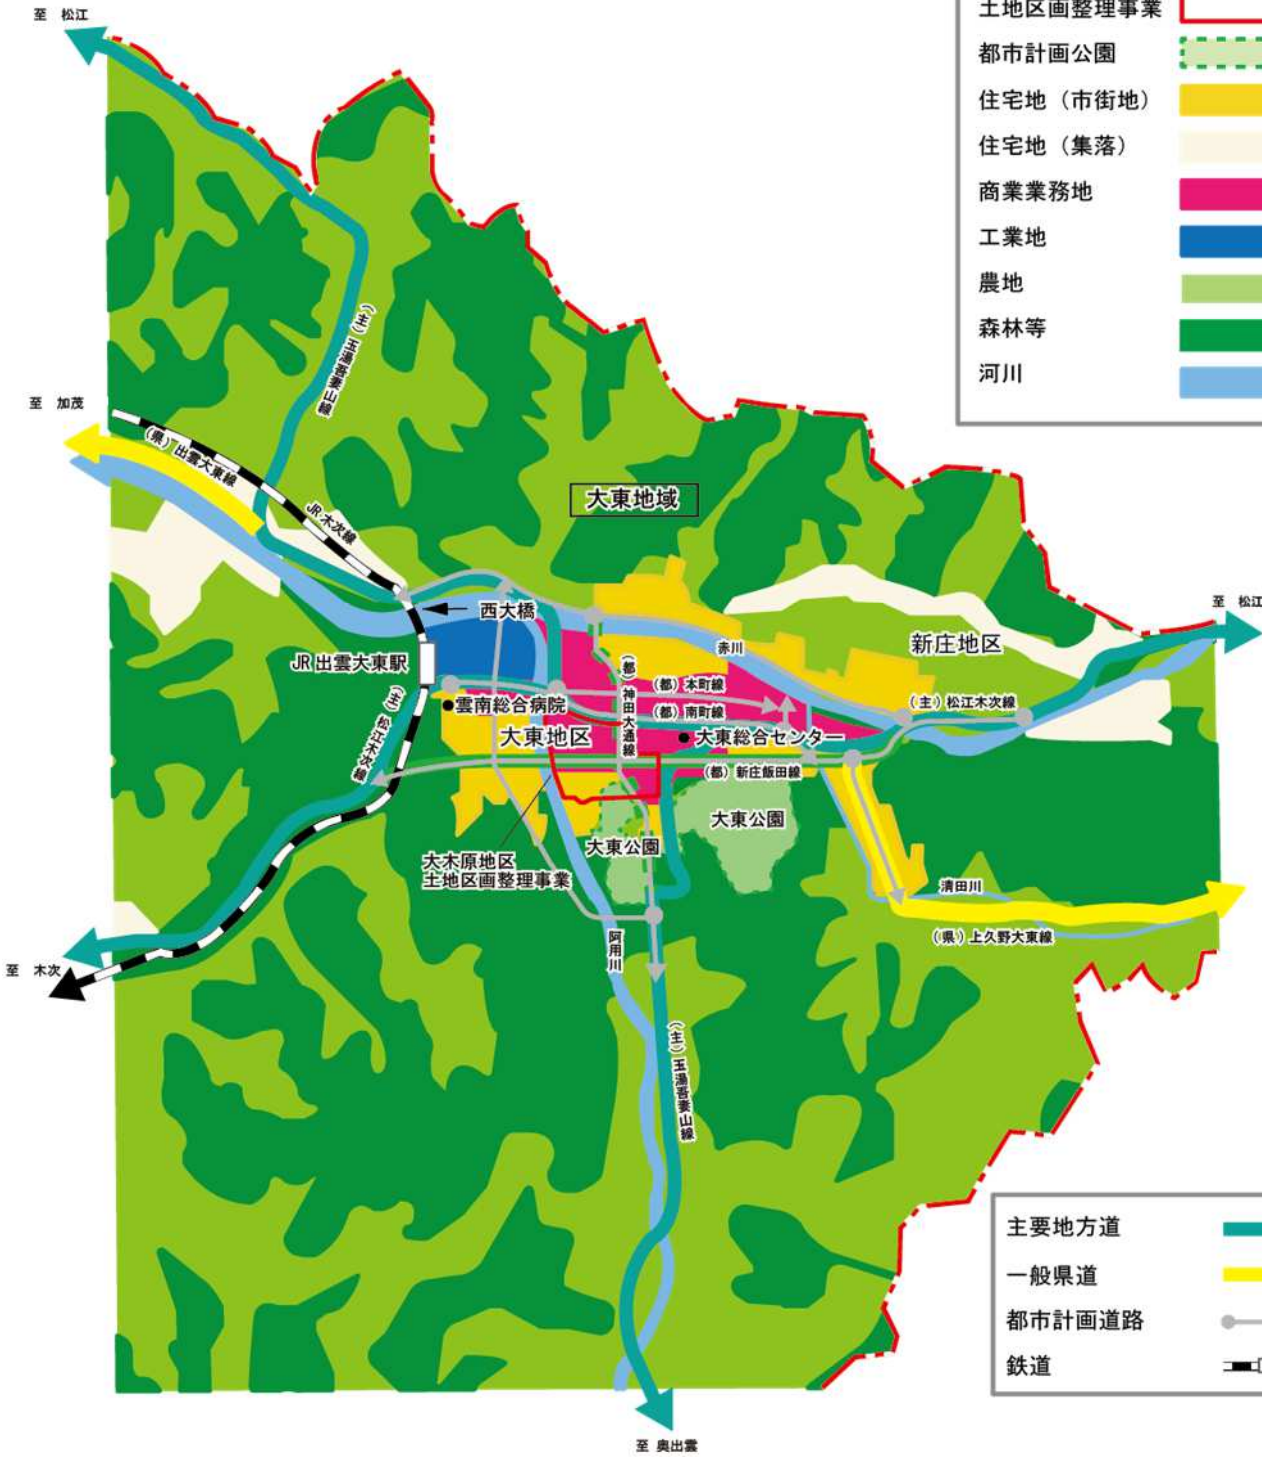 至 松江
土地区画整理事業
都市計画公園
住宅地（市街地）
住宅地（集落）
商業業務地
工業地
農地
森林等
河川
（主）玉湯吾妻山線
至 加茂
（県）出雲大東線
JR木次線
大東地域
西大橋
至 松江
新庄地区
赤川
JR出雲大東駅
（都）神田大通線
（都）本町線
（主）松江木次線
雲南総合病院
（都）南町線
大東地区
大東総合センター
（主）松江木次線
（都）新庄飯田線
大東公園
大東公園
大木原地区
土地区画整理事業
清田川
（県）上久野大東線
阿用川
至 木次
（主）玉湯吾妻山線
主要地方道
一般県道
都市計画道路
鉄道
至 奥出雲